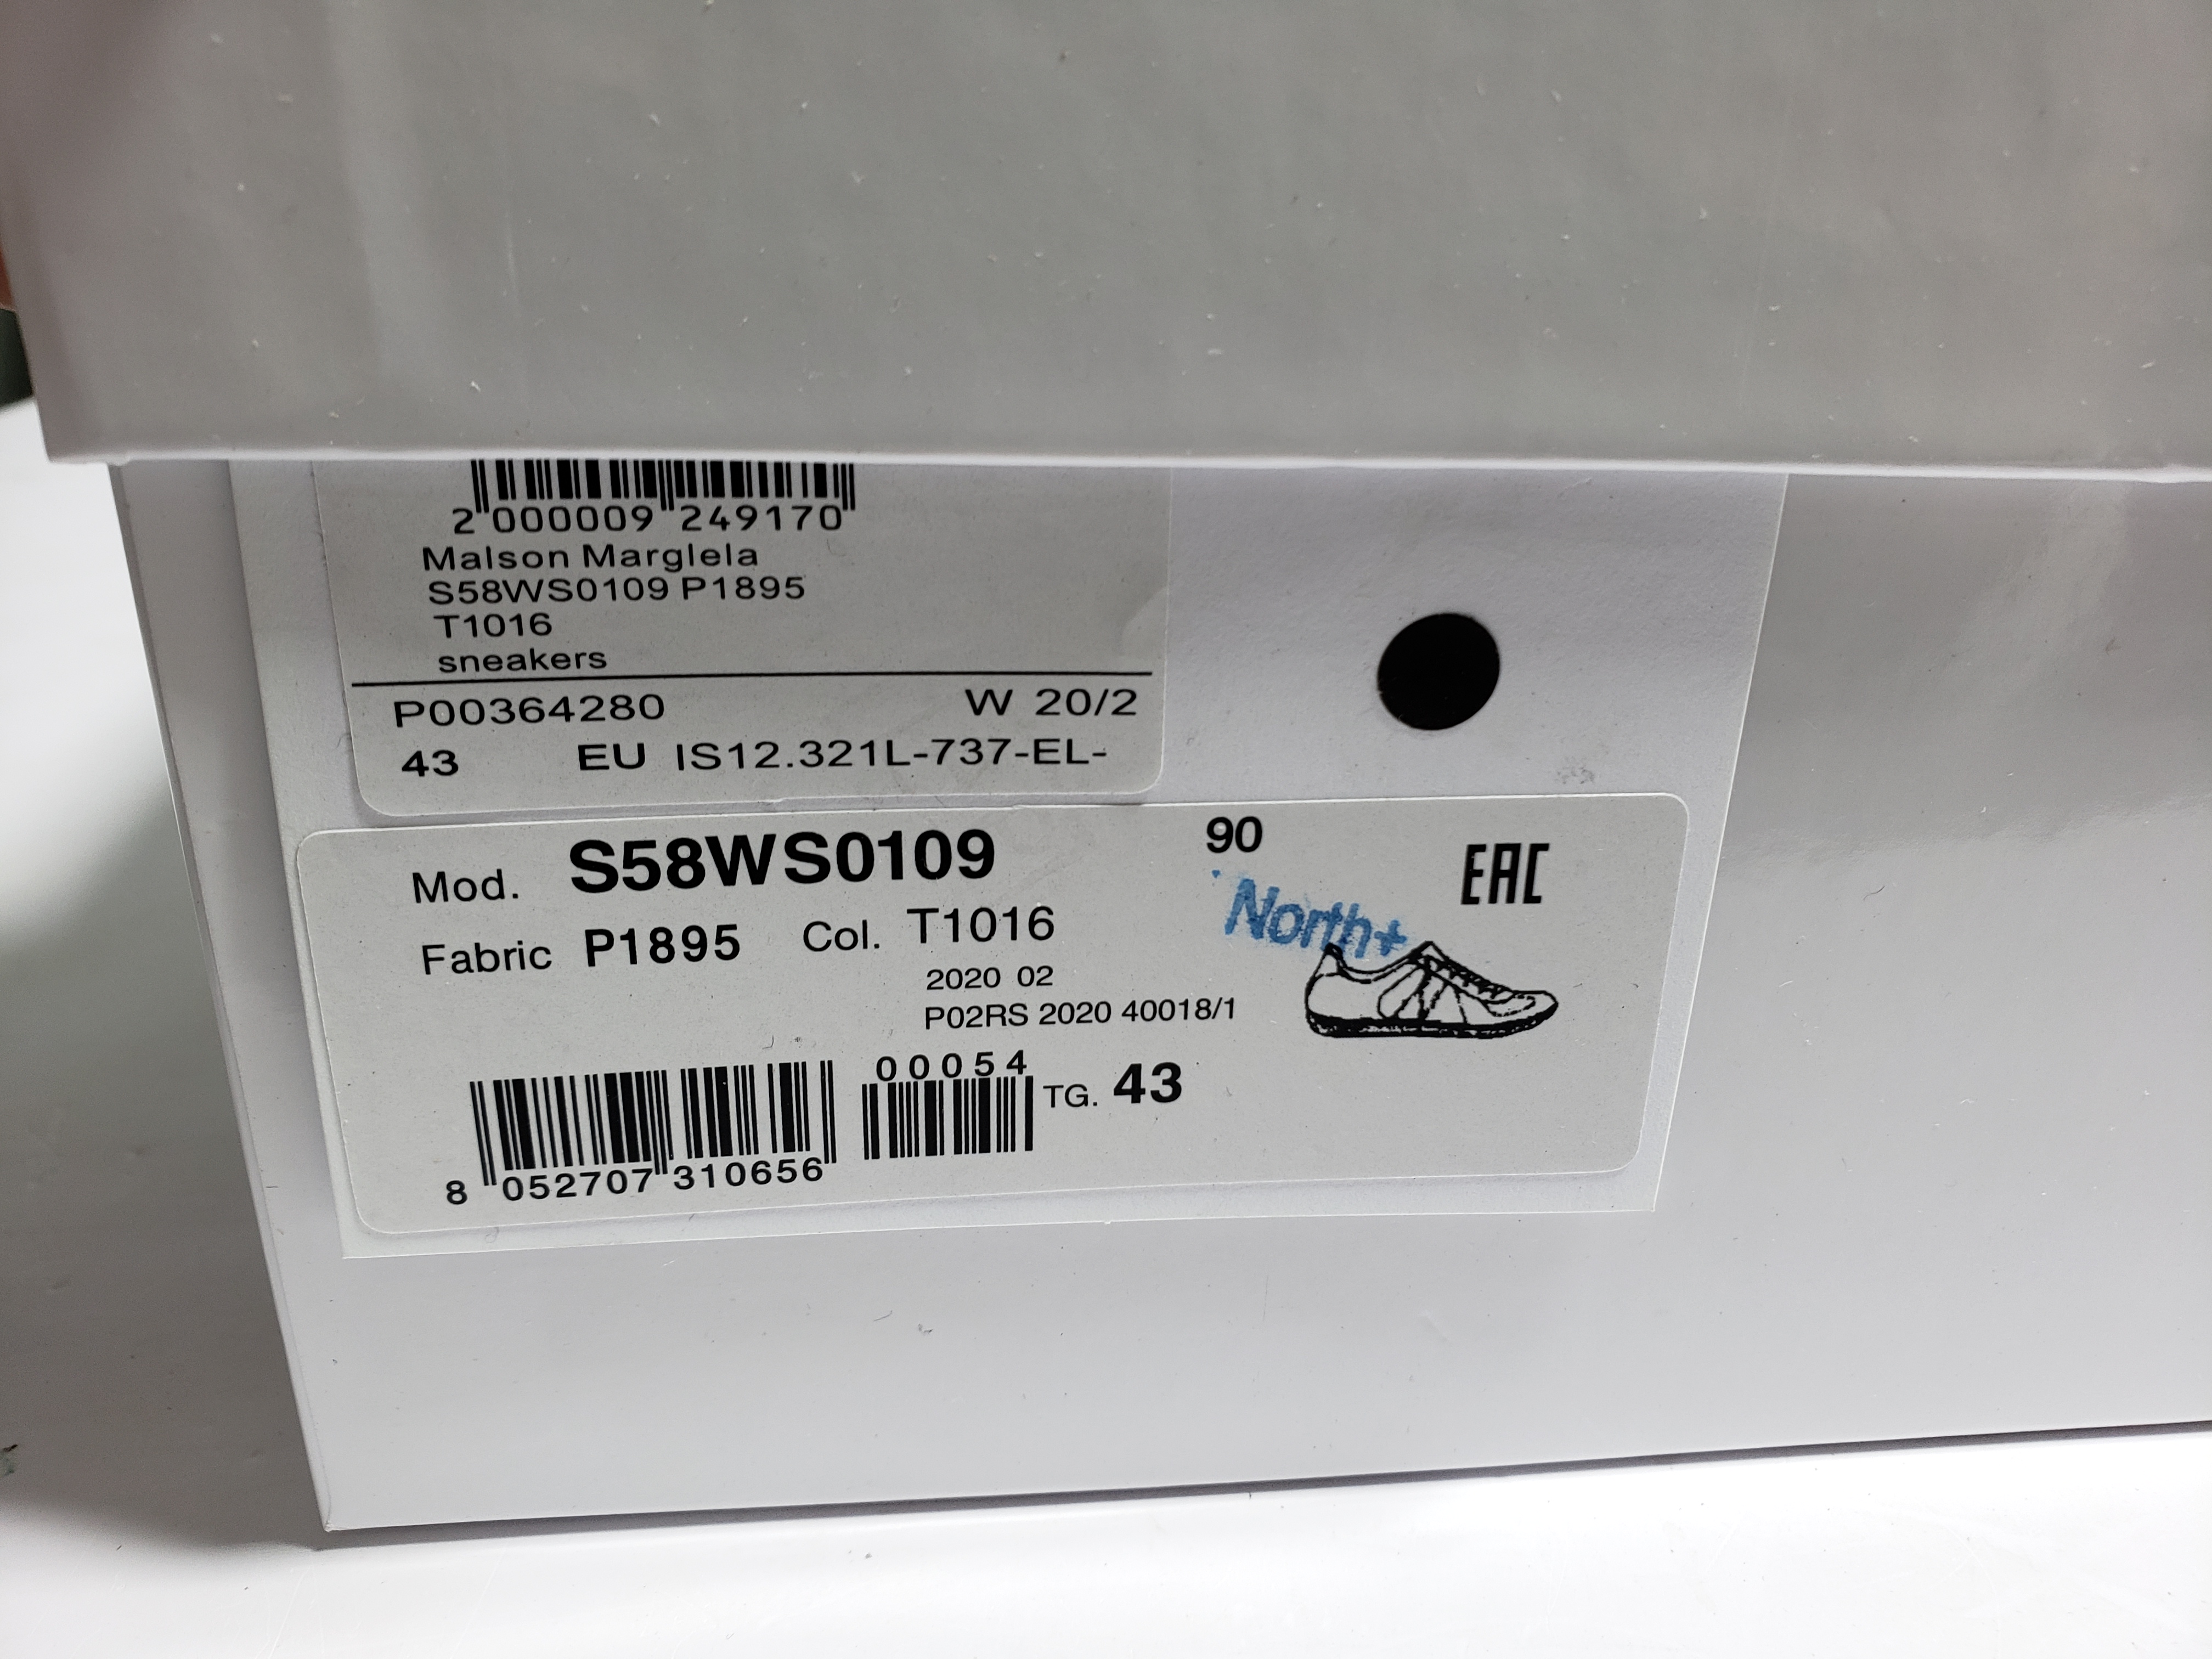 2 000009 249170
Malson Marglela
S58WS0109 P1895
T1016
sneakers
P00364280 W 20/2
43 EU IS12.321L-737-EL-
Mod. S58WS0109 90 EAC
North+
Fabric P1895 Col. T1016
2020 02
P02RS 2020 40018/1
00054
TG. 43
8 052707 310656